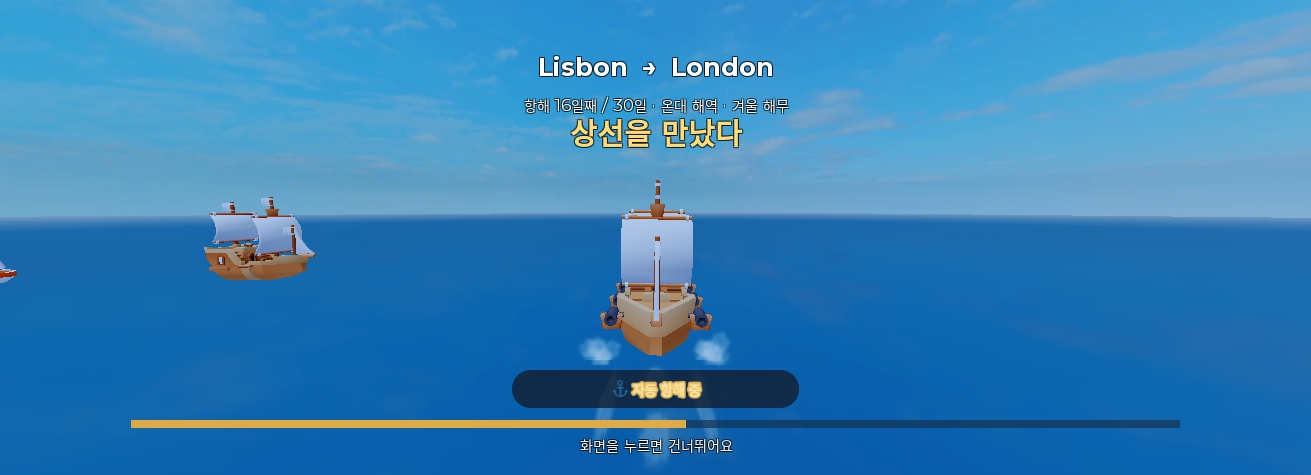 Lisbon → London
항해 16일째 / 30일 · 온대 해역 · 겨울 해무
상선을 만났다
⚓ 자동 항해 중
화면을 누르면 건너뛰어요